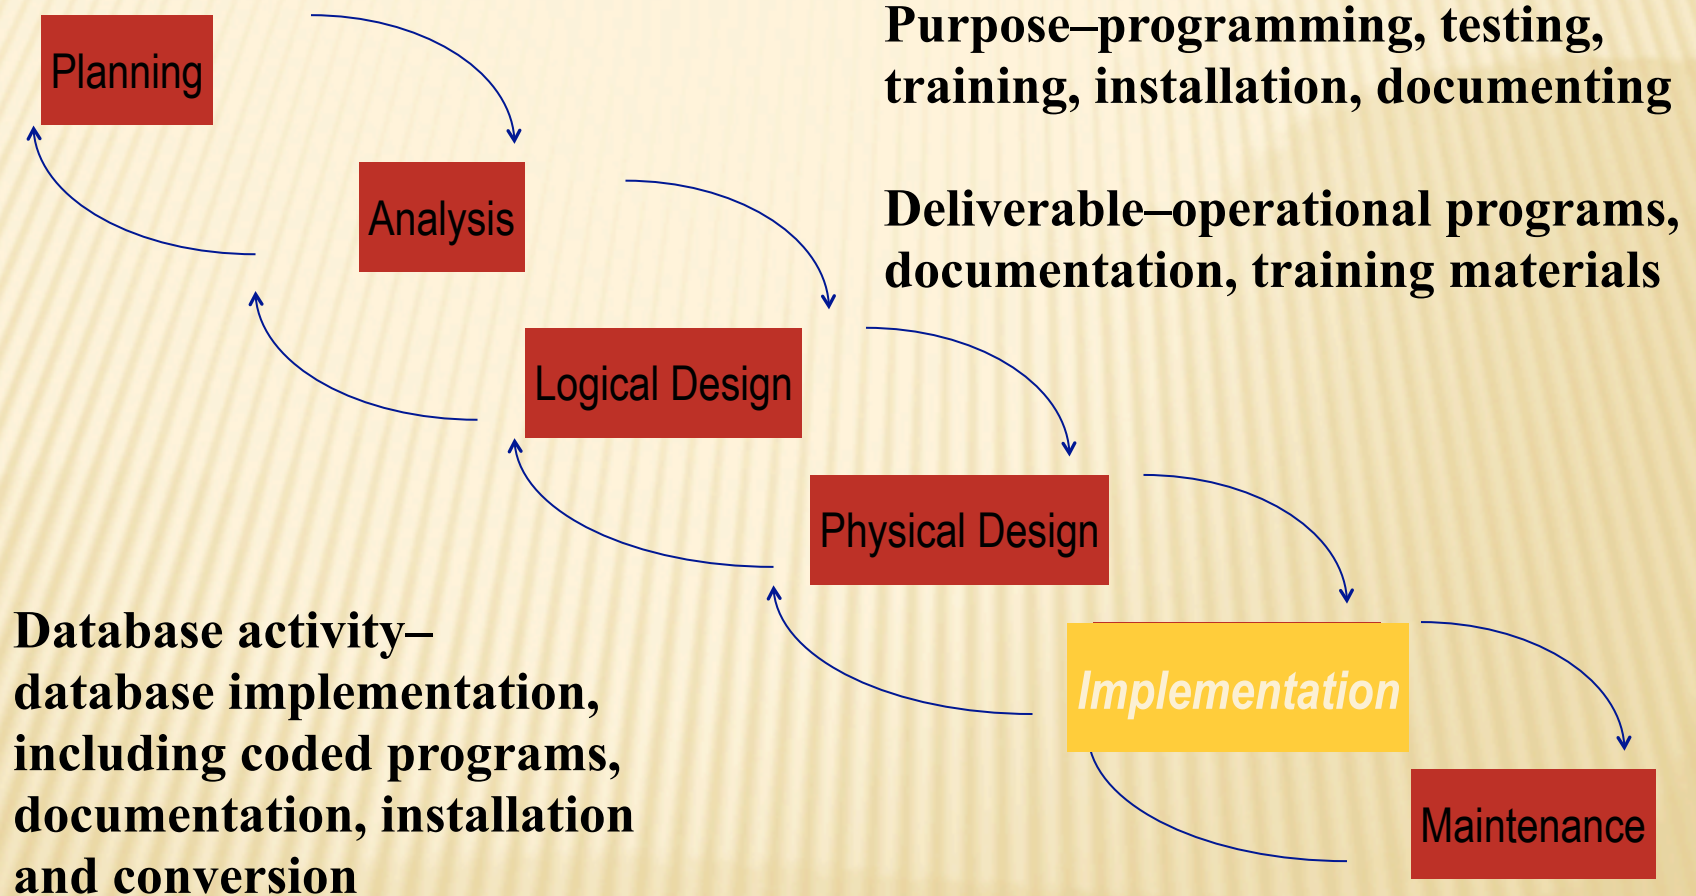 Planning
Purpose–programming, testing,
training, installation, documenting
Analysis
Deliverable–operational programs,
documentation, training materials
Logical Design
Physical Design
Database activity–
database implementation,
including coded programs,
documentation, installation
and conversion
Implementation
Maintenance